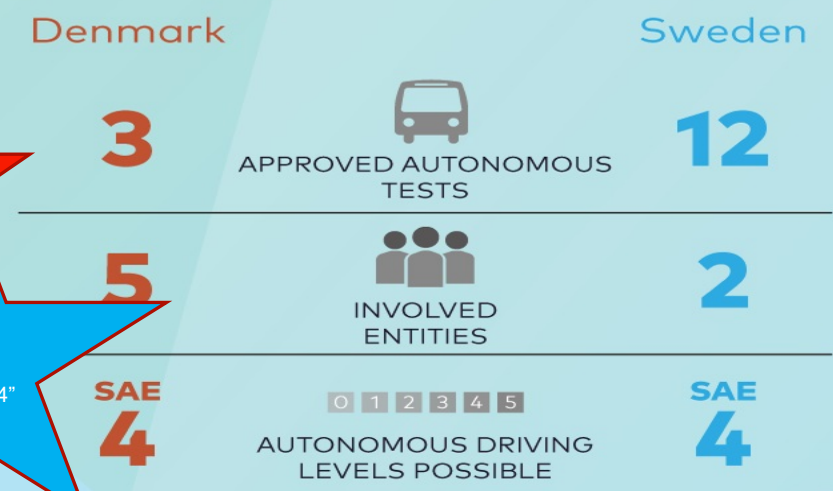 Denmark Sweden
3 12
APPROVED AUTONOMOUS
TESTS
5 2
INVOLVED
ENTITIES
4”
SAE SAE
0 1 2 3 4 5
4 4
AUTONOMOUS DRIVING
LEVELS POSSIBLE